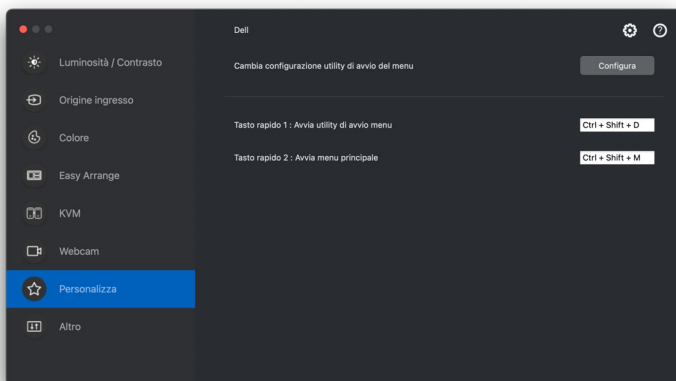 Dell
Luminosità / Contrasto
Origine ingresso
Colore
Easy Arrange
KVM
Webcam
Personalizza
Altro
Cambia configurazione utility di avvio del menu
Configura
Tasto rapido 1 : Avvia utility di avvio menu
Ctrl + Shift + D
Tasto rapido 2 : Avvia menu principale
Ctrl + Shift + M